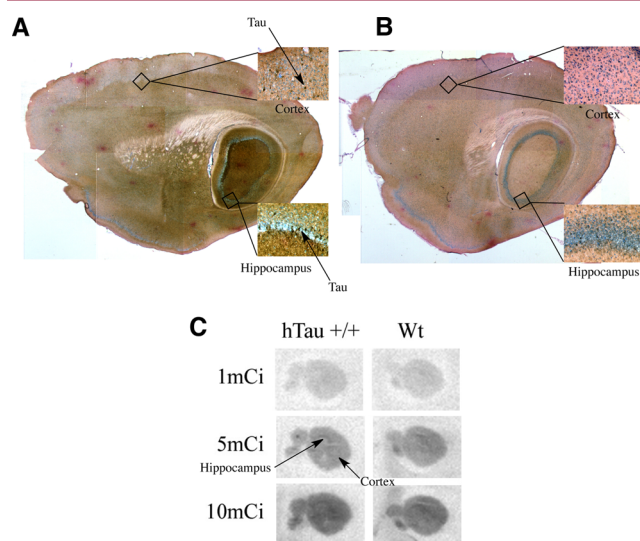 A
B
Tau
Cortex
Cortex
Hippocampus
Tau
Hippocampus
C
hTau +/+ Wt
1mCi
5mCi
Hippocampus
Cortex
10mCi